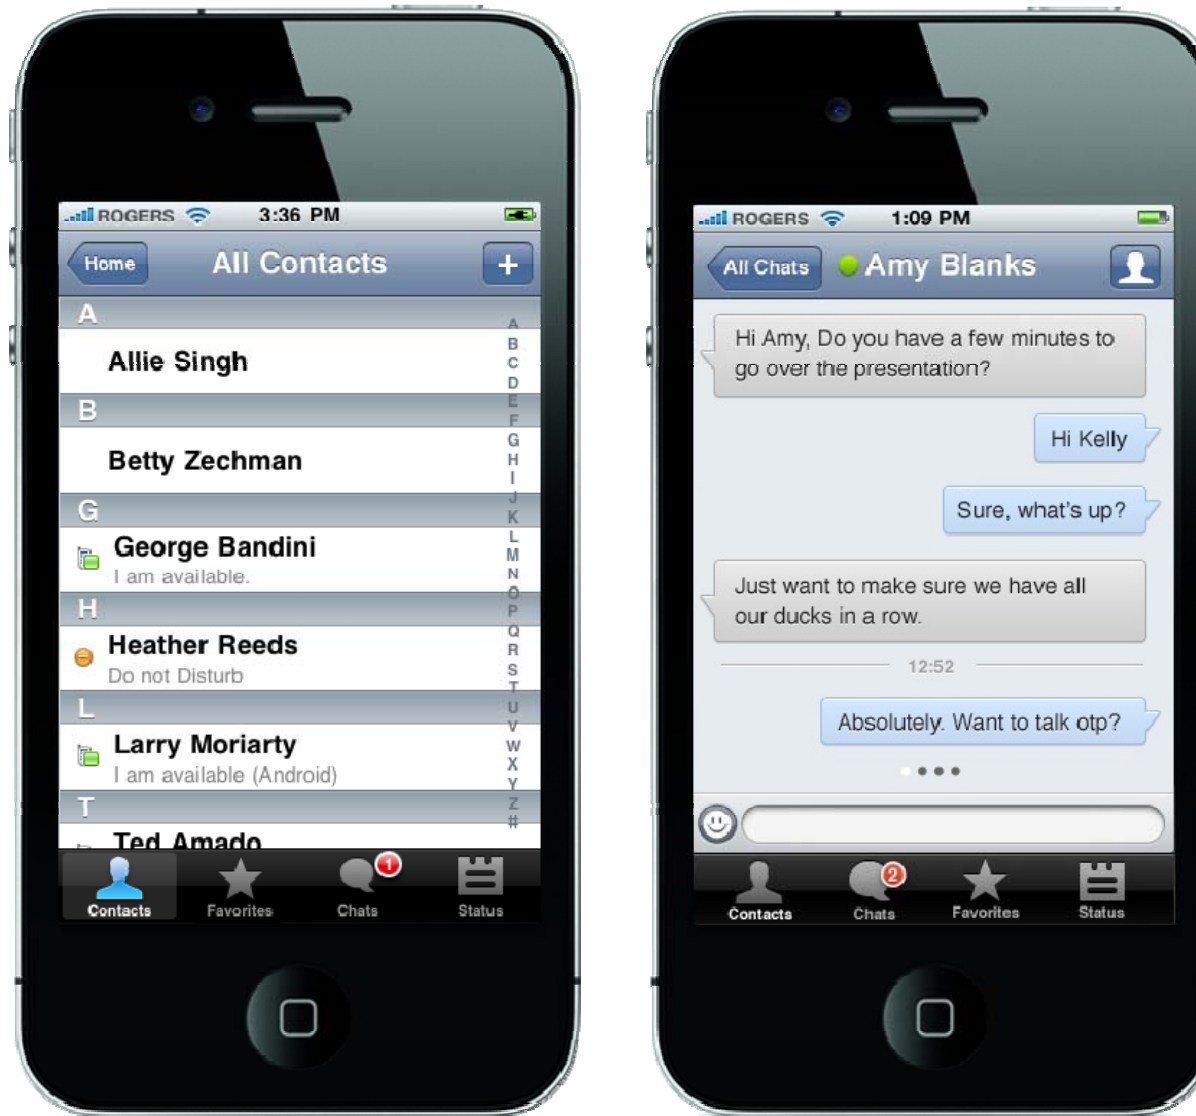 ROGERS 3:36 PM
Home All Contacts +
A
Allie Singh
B
Betty Zechman
G
George Bandini
I am available.
H
Heather Reeds
Do not Disturb
L
Larry Moriarty
I am available (Android)
T
Ted Amado
A
B
C
D
E
F
G
H
I
J
K
L
M
N
O
P
Q
R
S
T
U
V
W
X
Y
Z
#
1
Contacts Favorites Chats Status
ROGERS 1:09 PM
All Chats Amy Blanks
Hi Amy, Do you have a few minutes to
go over the presentation?
Hi Kelly
Sure, what's up?
Just want to make sure we have all
our ducks in a row.
12:52
Absolutely. Want to talk otp?
2
Contacts Chats Favorites Status